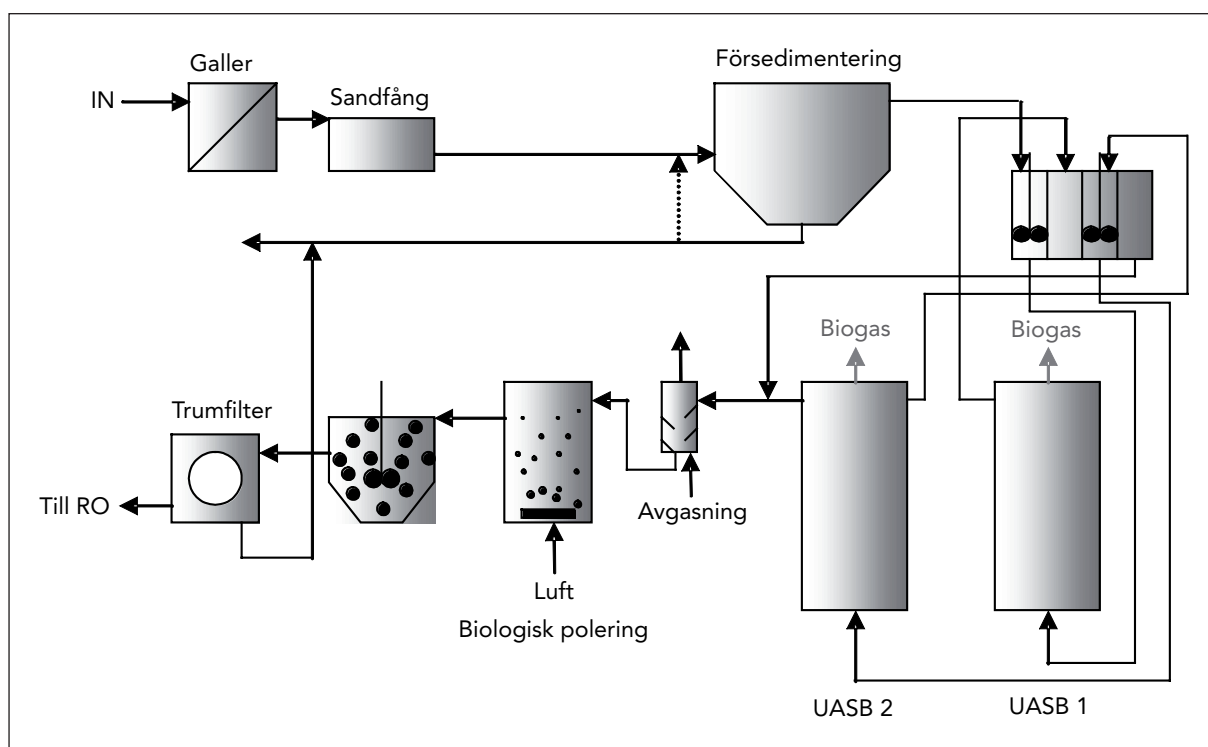 Galler
IN
Sandfång
Försedimentering
Biogas
Biogas
Trumfilter
Till RO
Avgasning
Luft
Biologisk polering
UASB 2
UASB 1